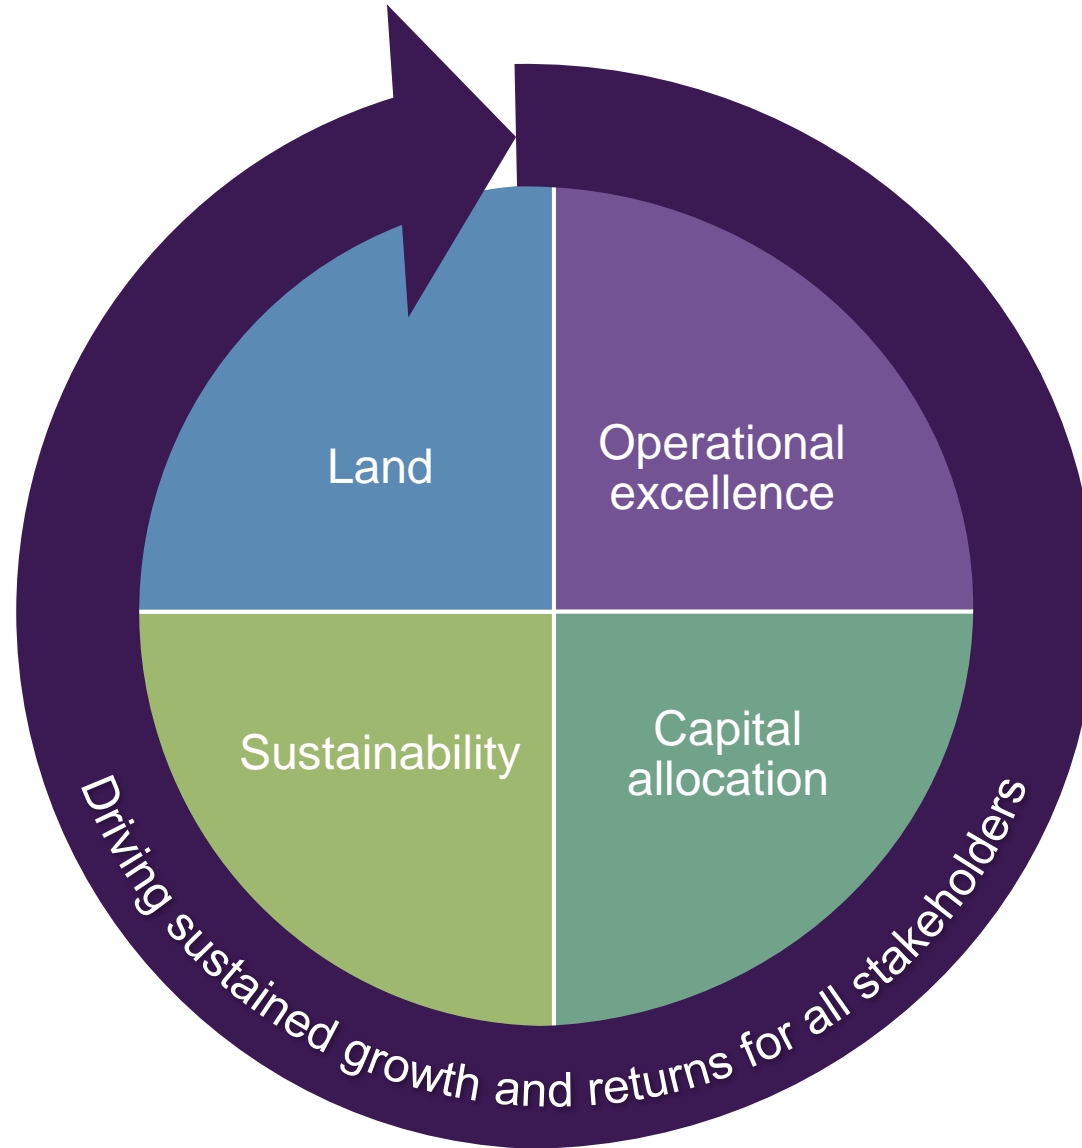 Land
Operational
excellence
Sustainability
Capital
allocation
Driving sustained growth and returns for all stakeholders